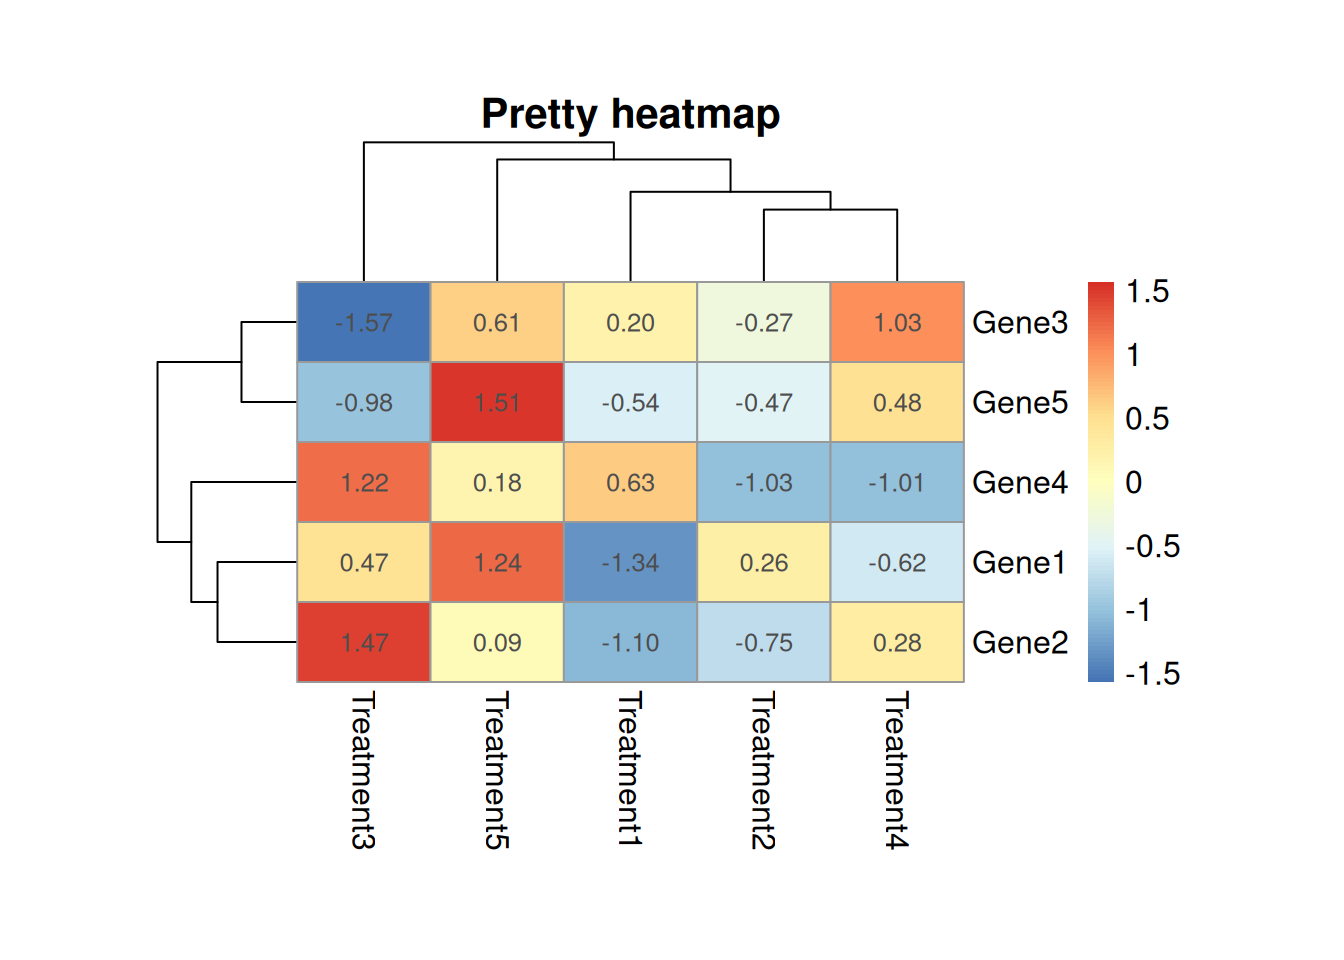 Pretty heatmap
-1.57 0.61 0.20 -0.27 1.03 Gene3
-0.98 1.51 -0.54 -0.47 0.48 Gene5
1.22 0.18 0.63 -1.03 -1.01 Gene4
0.47 1.24 -1.34 0.26 -0.62 Gene1
1.47 0.09 -1.10 -0.75 0.28 Gene2
Treatment3 Treatment5 Treatment1 Treatment2 Treatment4
1.5
1
0.5
0
-0.5
-1
-1.5